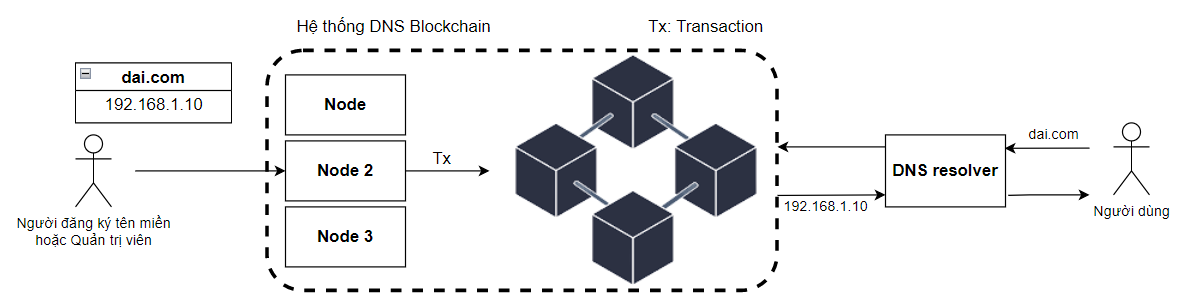 Hệ thống DNS Blockchain
Tx: Transaction
dai.com
192.168.1.10
Người đăng ký tên miền
hoặc Quản trị viên
Node
Node 2
Node 3
Tx
192.168.1.10
DNS resolver
dai.com
Người dùng